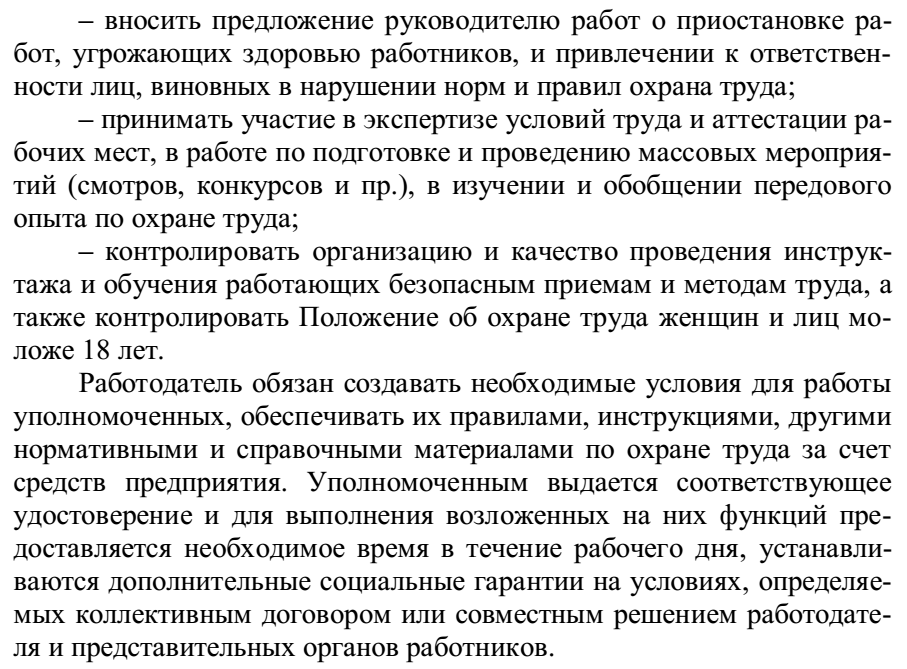 – вносить предложение руководителю работ о приостановке ра-
бот, угрожающих здоровью работников, и привлечении к ответствен-
ности лиц, виновных в нарушении норм и правил охрана труда;
– принимать участие в экспертизе условий труда и аттестации ра-
бочих мест, в работе по подготовке и проведению массовых мероприя-
тий (смотров, конкурсов и пр.), в изучении и обобщении передового
опыта по охране труда;
– контролировать организацию и качество проведения инструк-
тажа и обучения работающих безопасным приемам и методам труда, а
также контролировать Положение об охране труда женщин и лиц мо-
ложе 18 лет.
Работодатель обязан создавать необходимые условия для работы
уполномоченных, обеспечивать их правилами, инструкциями, другими
нормативными и справочными материалами по охране труда за счет
средств предприятия. Уполномоченным выдается соответствующее
удостоверение и для выполнения возложенных на них функций пре-
доставляется необходимое время в течение рабочего дня, устанавли-
ваются дополнительные социальные гарантии на условиях, определяе-
мых коллективным договором или совместным решением работодате-
ля и представительных органов работников.